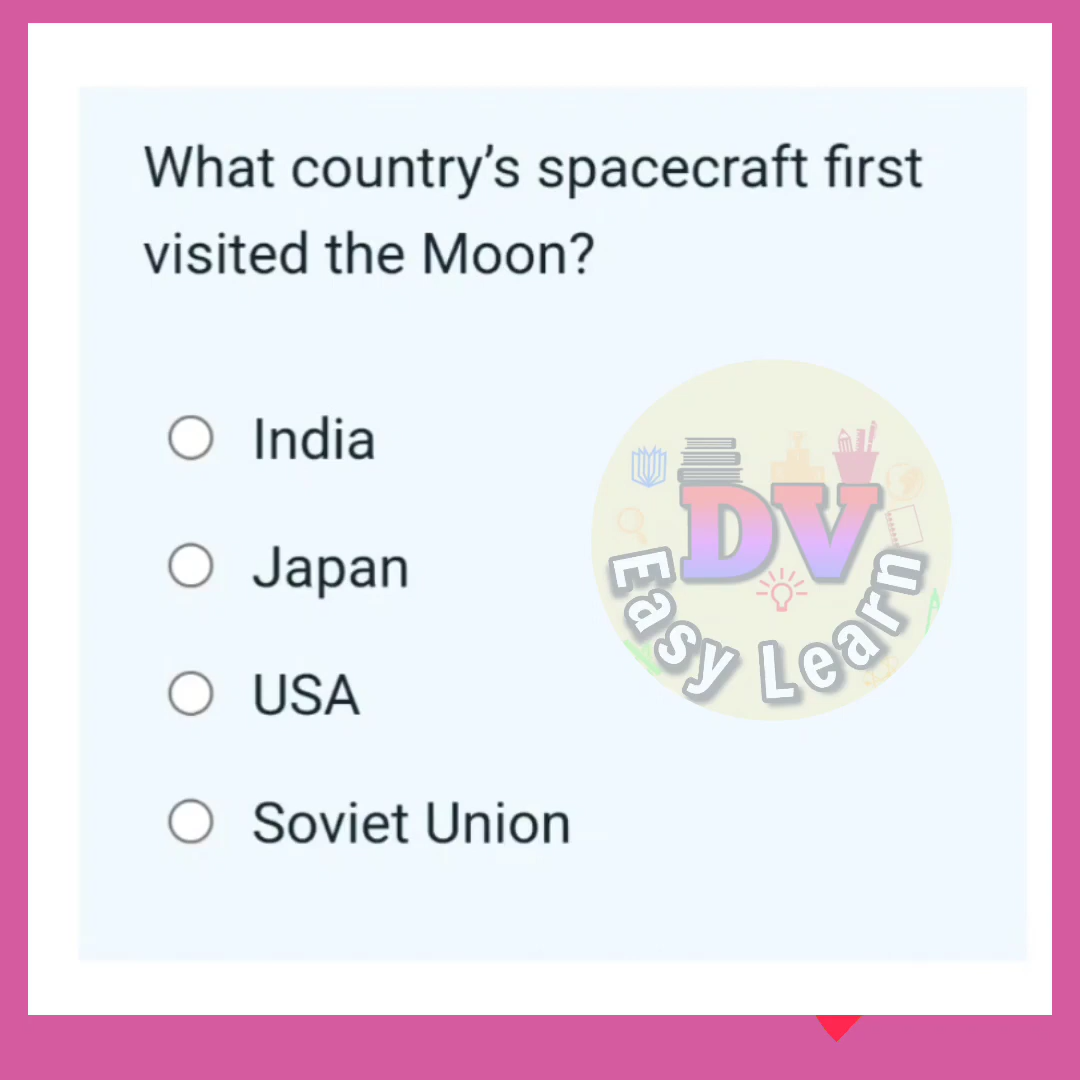 What country’s spacecraft first
visited the Moon?
India
Japan
USA
Soviet Union
DV
Easy Learn